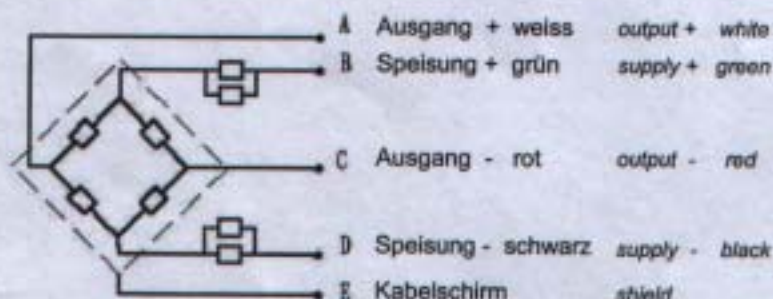 A Ausgang + weiss output + white
B Speisung + grün supply + green
C Ausgang - rot output - red
D Speisung - schwarz supply - black
E Kabelschirm shield